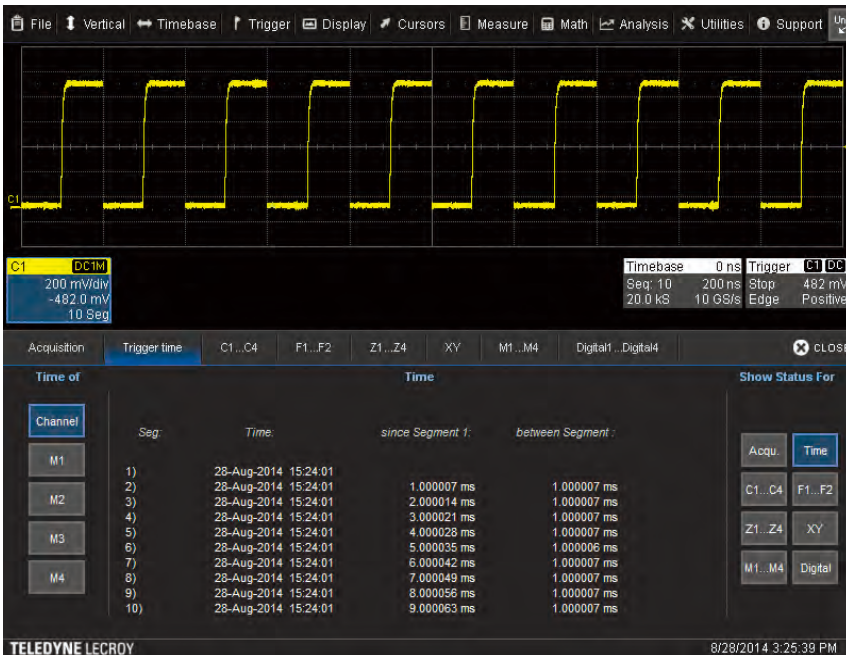 File Vertical Timebase Trigger Display Cursors Measure Math Analysis Utilities Support Un
C1
C1 DC1M
200 mV/div
-482.0 mV
10 Seg
Timebase 0 ns
Seq: 10 200 ns
20.0 kS 10 GS/s
Trigger C1 DC
Stop 482 mV
Edge Positive
Acquisition Trigger time C1...C4 F1...F2 Z1...Z4 XY M1...M4 Digital1...Digital4 CLOSE
Time of Time Show Status For
Channel
M1
M2
M3
M4
Seg: Time: since Segment 1: between Segment :
1) 28-Aug-2014 15:24:01
2) 28-Aug-2014 15:24:01 1.000007 ms 1.000007 ms
3) 28-Aug-2014 15:24:01 2.000014 ms 1.000007 ms
4) 28-Aug-2014 15:24:01 3.000021 ms 1.000007 ms
5) 28-Aug-2014 15:24:01 4.000028 ms 1.000007 ms
6) 28-Aug-2014 15:24:01 5.000035 ms 1.000006 ms
7) 28-Aug-2014 15:24:01 6.000042 ms 1.000007 ms
8) 28-Aug-2014 15:24:01 7.000049 ms 1.000007 ms
9) 28-Aug-2014 15:24:01 8.000056 ms 1.000007 ms
10) 28-Aug-2014 15:24:01 9.000063 ms 1.000007 ms
Acqu. Time
C1...C4 F1...F2
Z1...Z4 XY
M1...M4 Digital
TELEDYNE LECROY 8/28/2014 3:25:39 PM